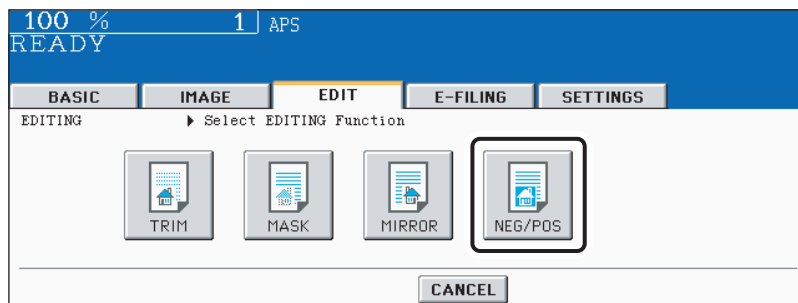 100 % 1 APS
READY
BASIC IMAGE EDIT E-FILING SETTINGS
EDITING ▶ Select EDITING Function
TRIM MASK MIRROR NEG/POS
CANCEL